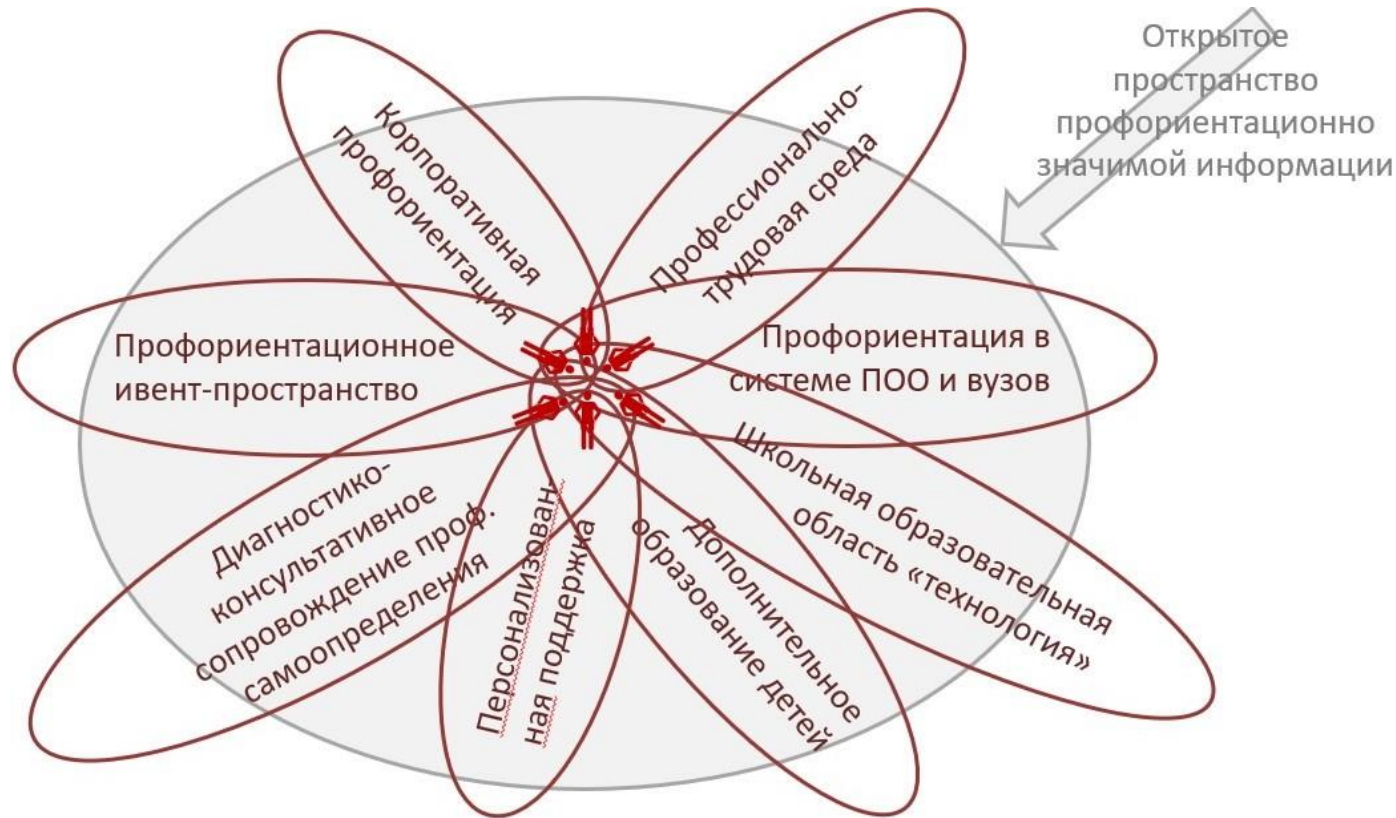 Открытое
пространство
профориентационно
значимой информации
Корпоративная
профориентация
Профессионально-
трудовая среда
Профориентационное
ивент-пространство
Профориентация в
системе ПОО и вузов
Диагностико-
консультативное
сопровождение проф.
самоопределения
Персонализован-
ная поддержка
Дополнительное
образование детей
Школьная образовательная
область «технология»